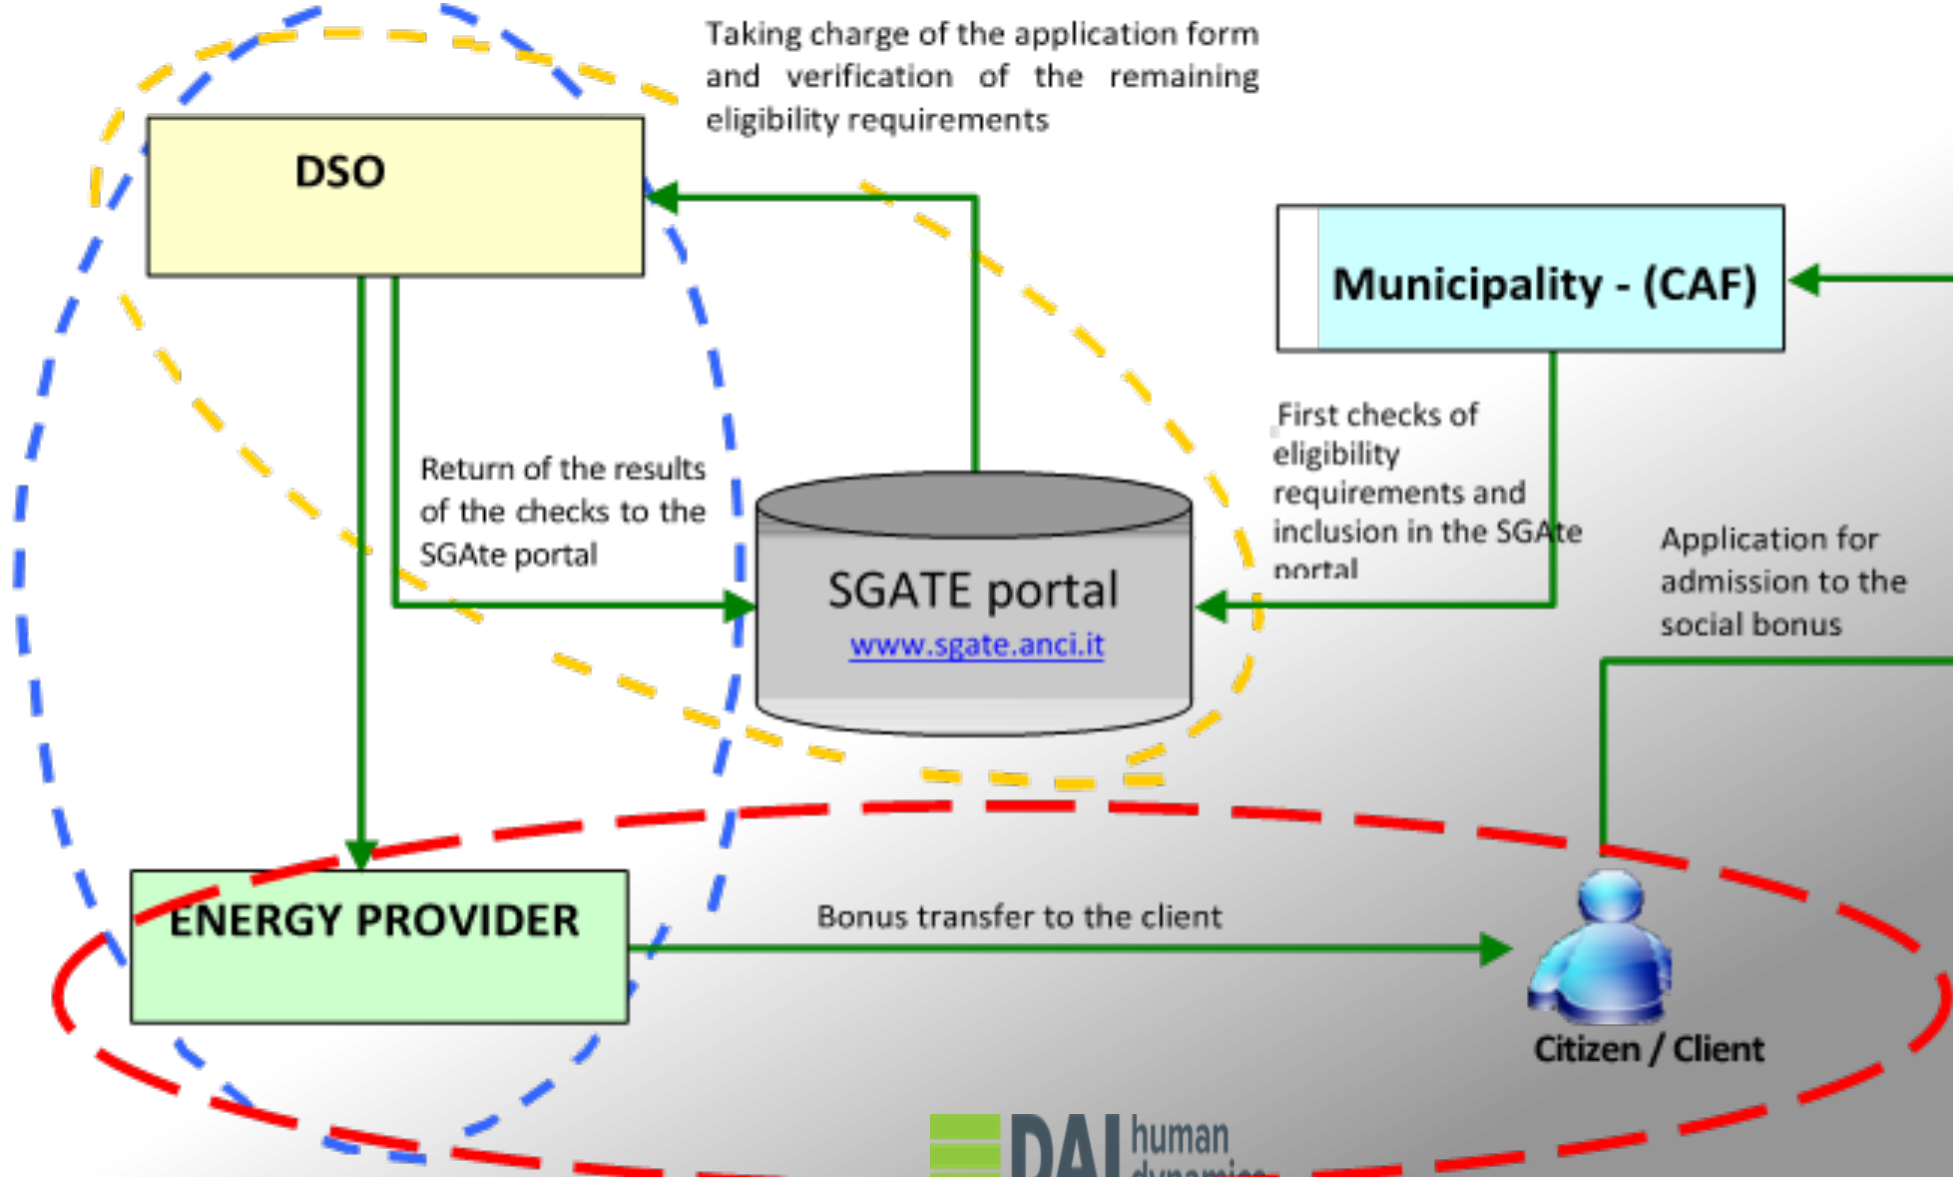 Taking charge of the application form
and verification of the remaining
eligibility requirements
DSO
Municipality - (CAF)
First checks of
eligibility
requirements and
inclusion in the SGAte
portal
Return of the results
of the checks to the
SGAte portal
SGATE portal
www.sgate.anci.it
Application for
admission to the
social bonus
ENERGY PROVIDER
Bonus transfer to the client
Citizen / Client
DAI human
dynamics